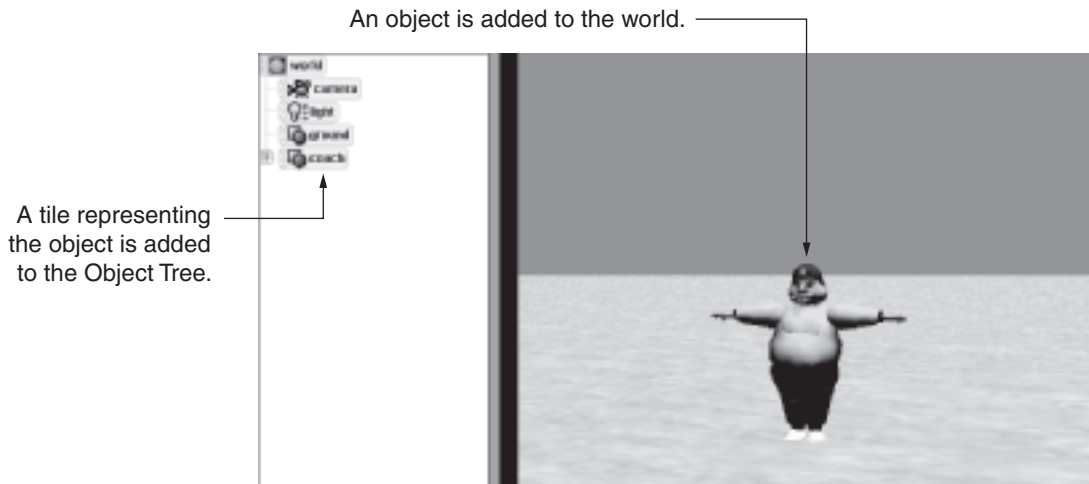 An object is added to the world.
world
camera
light
ground
coach
A tile representing
the object is added
to the Object Tree.